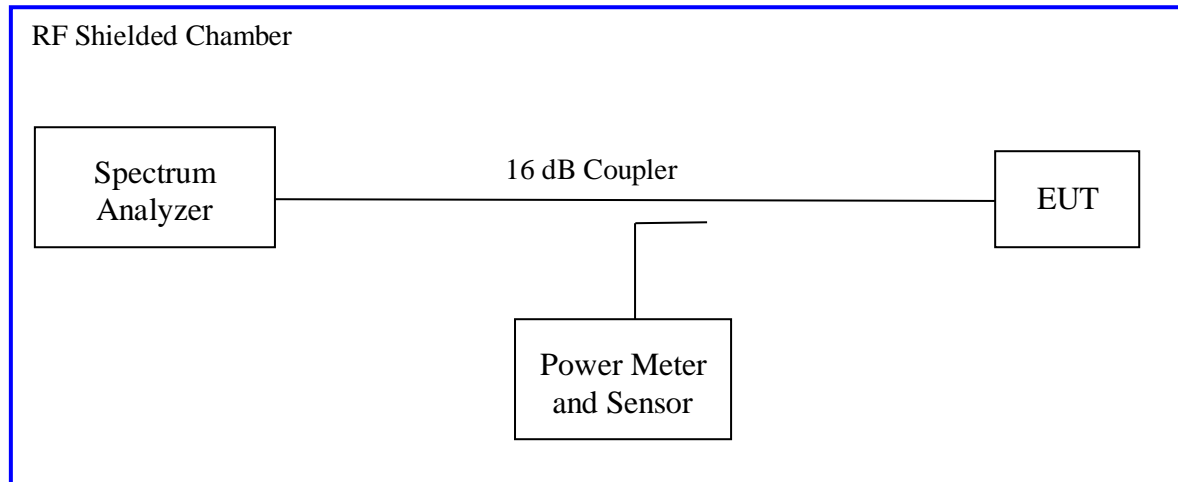 RF Shielded Chamber
Spectrum
Analyzer
16 dB Coupler
EUT
Power Meter
and Sensor